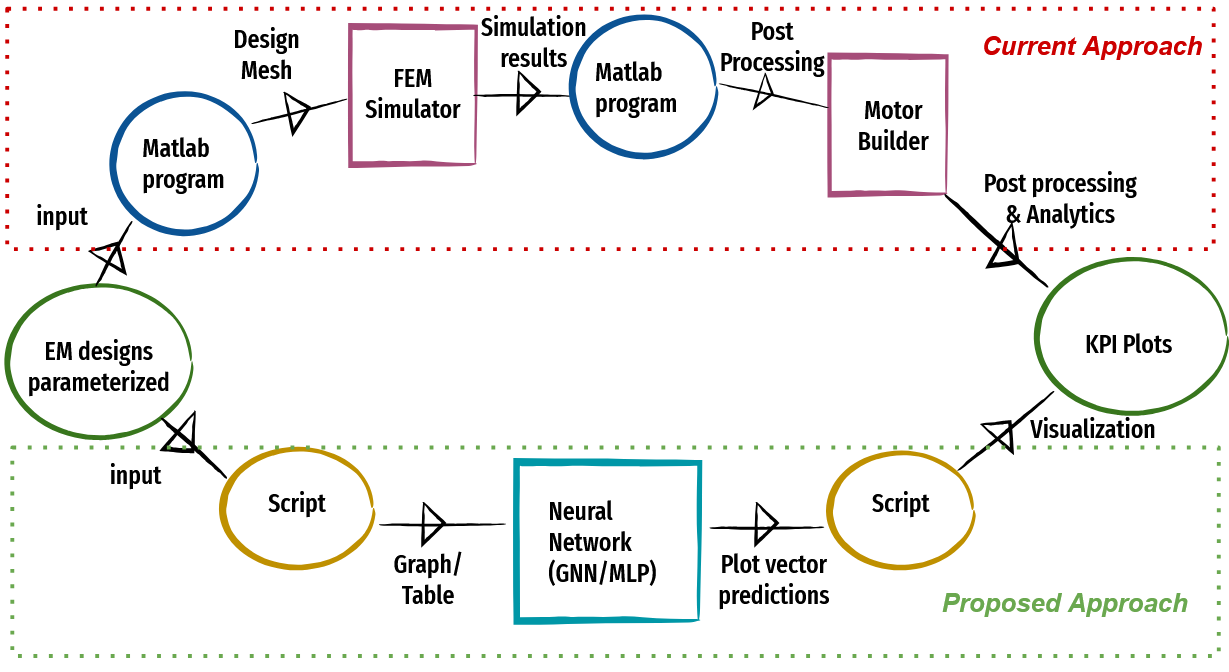 Current Approach
Design
Mesh
FEM
Simulator
Simulation
results
Matlab
program
Post
Processing
Motor
Builder
Matlab
program
input
Post processing
& Analytics
EM designs
parameterized
KPI Plots
input
Script
Graph/
Table
Neural
Network
(GNN/MLP)
Plot vector
predictions
Script
Visualization
Proposed Approach